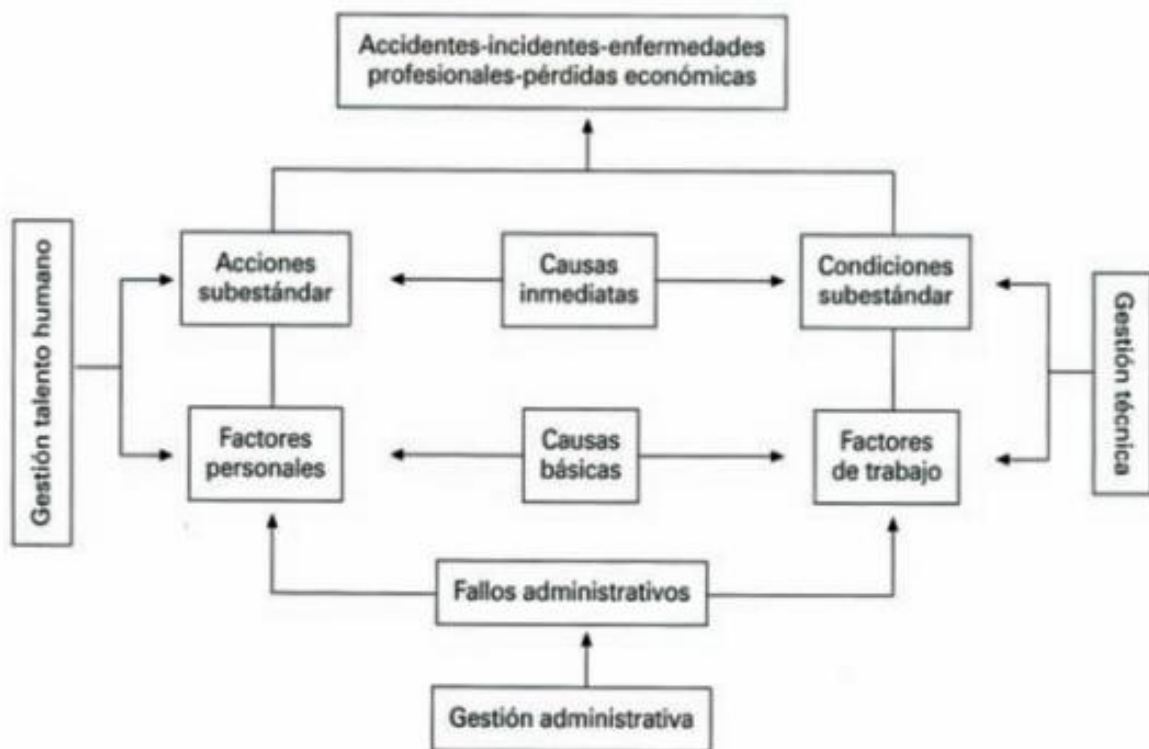 Accidentes-incidentes-enfermedades
profesionales-pérdidas económicas
Gestión talento humano
Acciones
subestándar
Causas
inmediatas
Condiciones
subestándar
Gestión técnica
Factores
personales
Causas
básicas
Factores
de trabajo
Fallos administrativos
Gestión administrativa